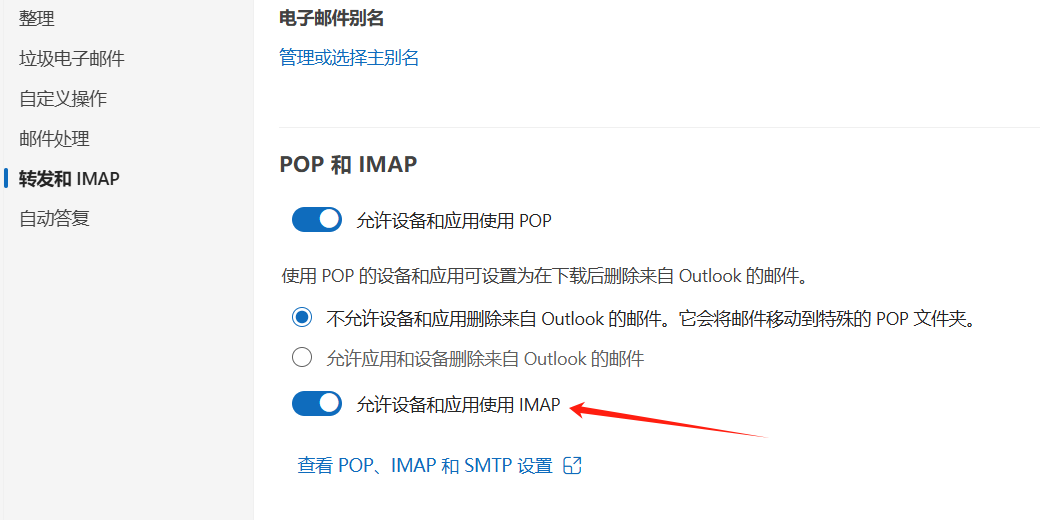 整理
垃圾电子邮件
自定义操作
邮件处理
转发和 IMAP
自动答复
电子邮件别名
管理或选择主别名
POP 和 IMAP
允许设备和应用使用 POP
使用 POP 的设备和应用可设置为在下载后删除来自 Outlook 的邮件。
不允许设备和应用删除来自 Outlook 的邮件。它会将邮件移动到特殊的 POP 文件夹。
允许应用和设备删除来自 Outlook 的邮件
允许设备和应用使用 IMAP
查看 POP、IMAP 和 SMTP 设置